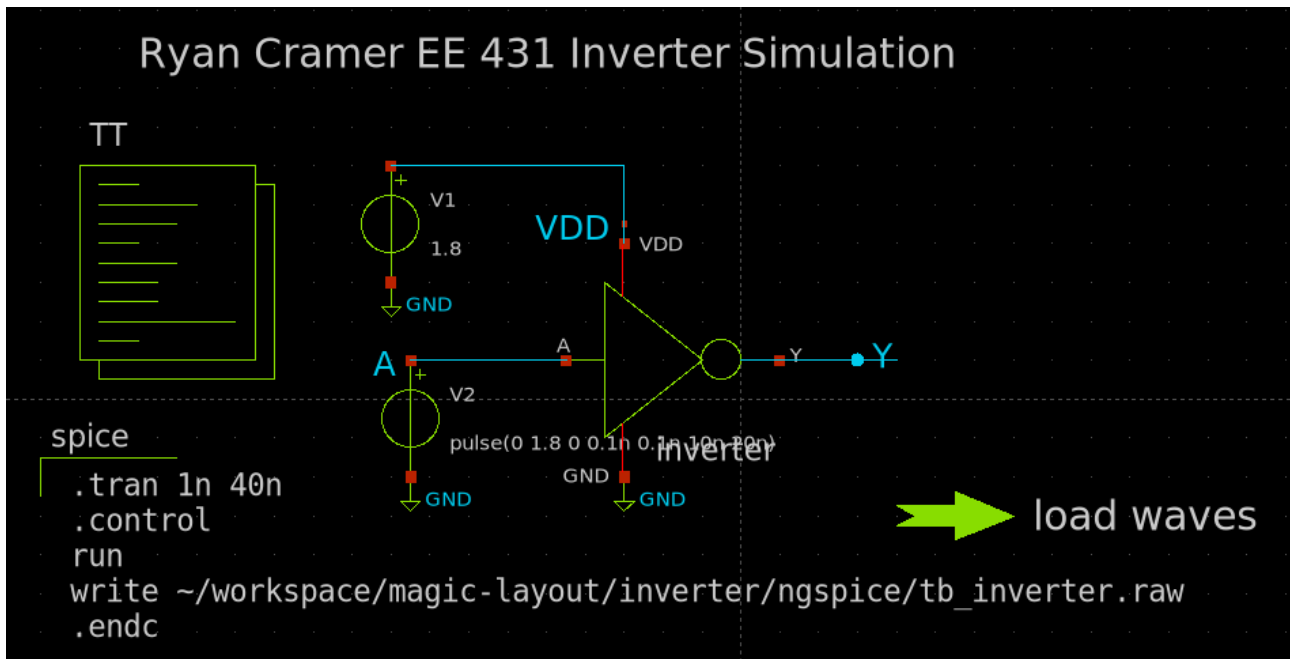 Ryan Cramer EE 431 Inverter Simulation
TT
V1
1.8
VDD
VDD
GND
A
A
Y
Y
V2
pulse(0 1.8 0 0.1n 0.1n 10n 20n)
inverter
GND
GND
GND
spice
.tran 1n 40n
.control
run
write ~/workspace/magic-layout/inverter/ngspice/tb_inverter.raw
.endc
load waves